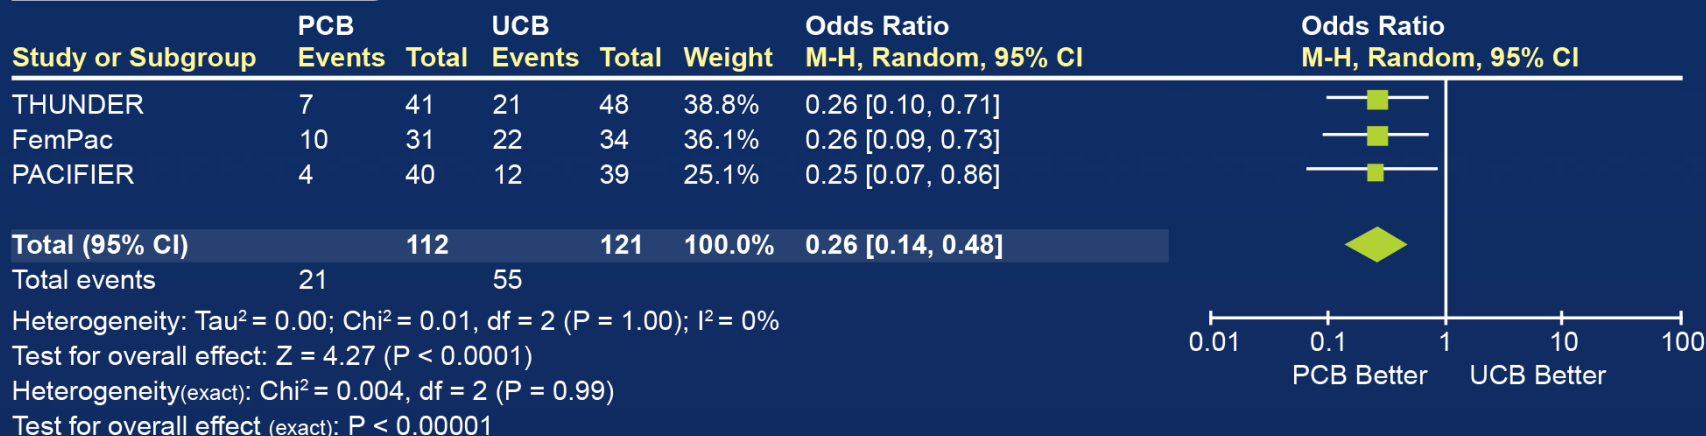 PCB UCB Odds Ratio Odds Ratio
Study or Subgroup Events Total Events Total Weight M-H, Random, 95% CI M-H, Random, 95% CI
THUNDER 7 41 21 48 38.8% 0.26 [0.10, 0.71]
FemPac 10 31 22 34 36.1% 0.26 [0.09, 0.73]
PACIFIER 4 40 12 39 25.1% 0.25 [0.07, 0.86]
Total (95% CI) 112 121 100.0% 0.26 [0.14, 0.48]
Total events 21 55
Heterogeneity: Tau² = 0.00; Chi² = 0.01, df = 2 (P = 1.00); I² = 0%
Test for overall effect: Z = 4.27 (P < 0.0001)
Heterogeneity(exact): Chi² = 0.004, df = 2 (P = 0.99)
Test for overall effect (exact): P < 0.00001
0.01 0.1 1 10 100
PCB Better UCB Better